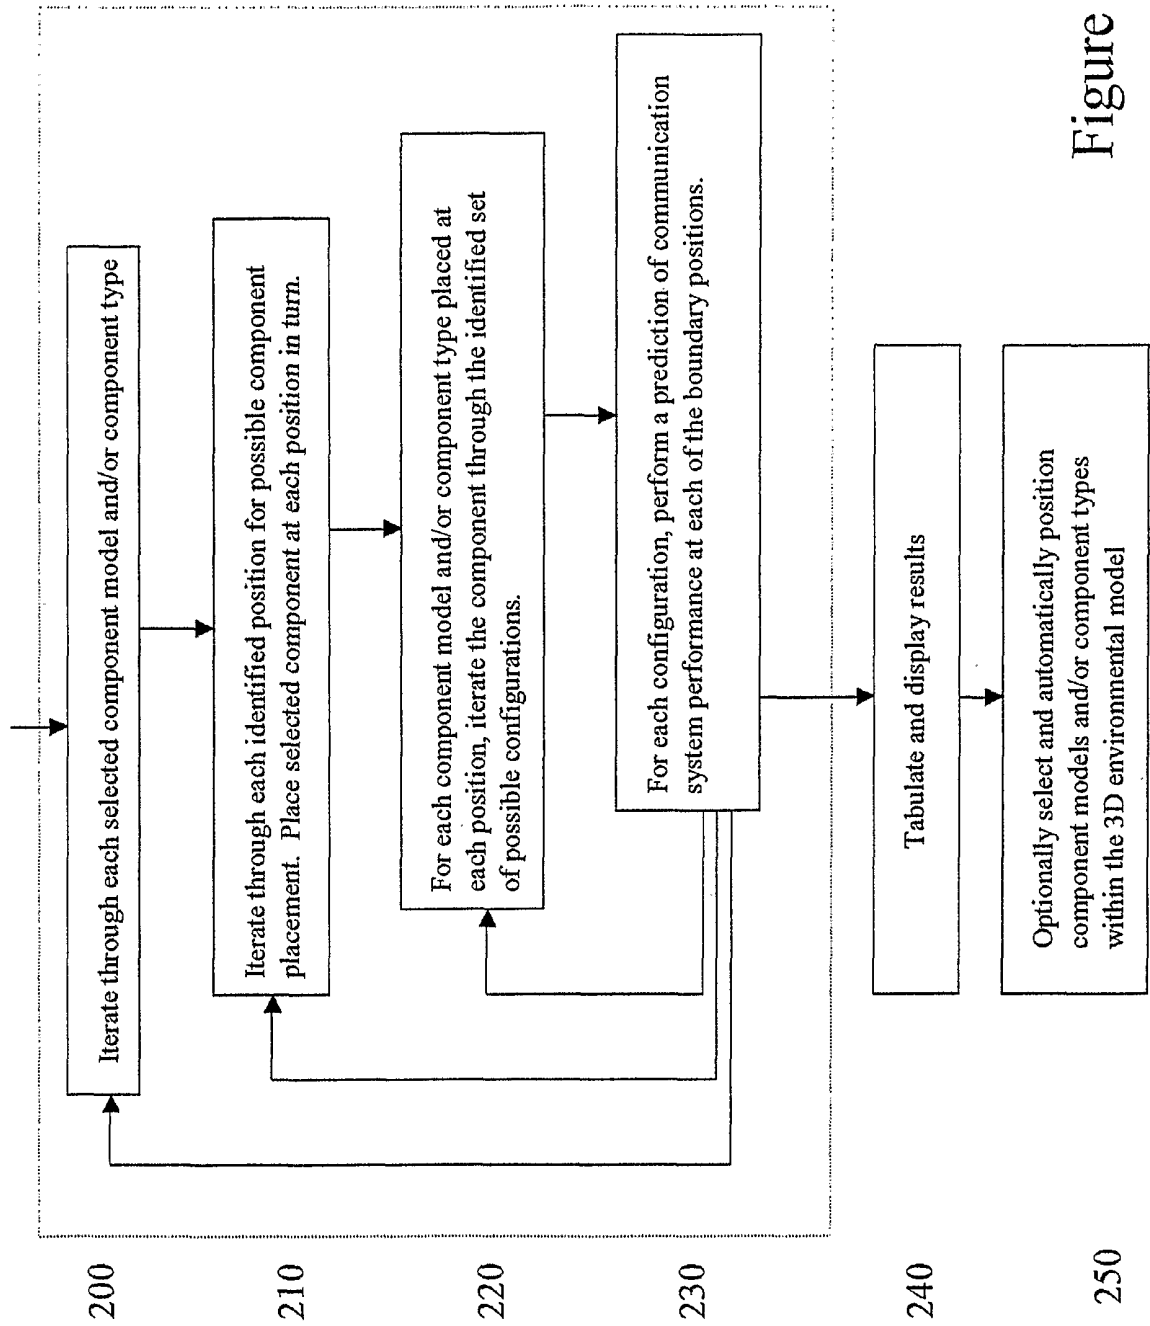 200
Iterate through each selected component model and/or component type
210
Iterate through each identified position for possible component
placement. Place selected component at each position in turn.
220
For each component model and/or component type placed at
each position, iterate the component through the identified set
of possible configurations.
230
For each configuration, perform a prediction of communication
system performance at each of the boundary positions.
240
Tabulate and display results
250
Optionally select and automatically position
component models and/or component types
within the 3D environmental model
Figure